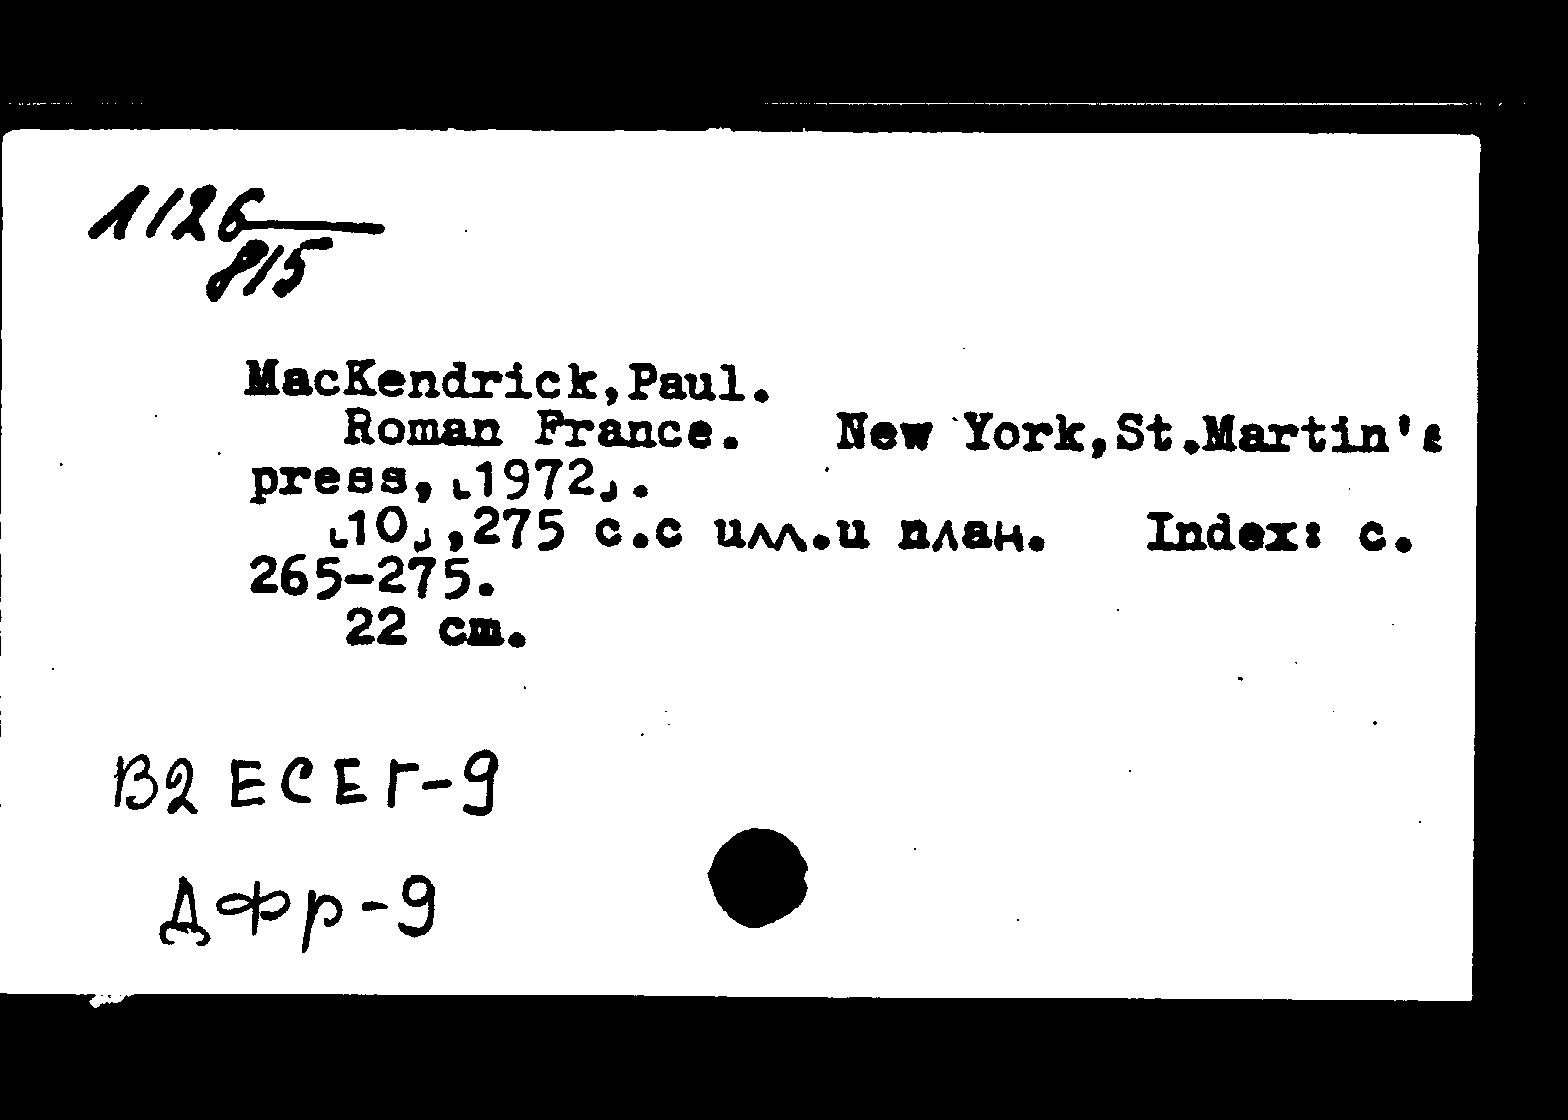 1126
815
MacKendrick,Paul.
Roman France. New York,St.Martin's
press,⌞1972⌟.
⌞10⌟,275 с.с илл.и план. Index: с.
265-275.
22 cm.
В2 ЕСЕГ-9
ДФр-9